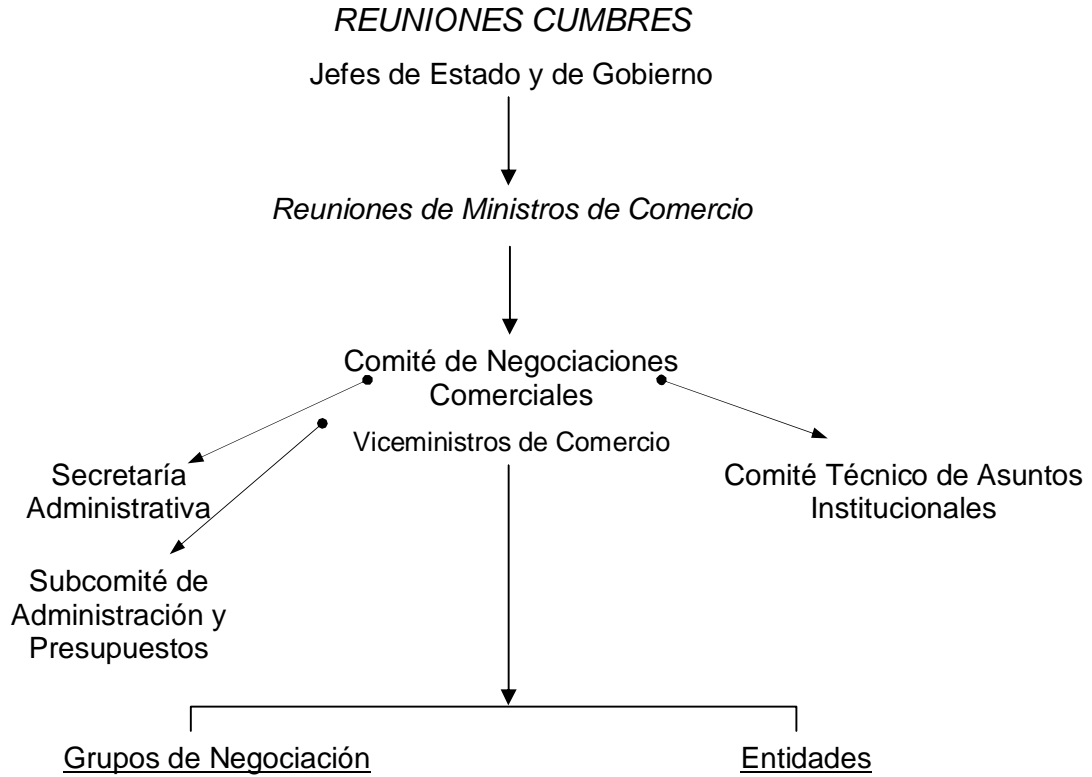 REUNIONES CUMBRES
Jefes de Estado y de Gobierno
Reuniones de Ministros de Comercio
Comité de Negociaciones
Comerciales
Viceministros de Comercio
Secretaría
Administrativa
Comité Técnico de Asuntos
Institucionales
Subcomité de
Administración y
Presupuestos
Grupos de Negociación
Entidades